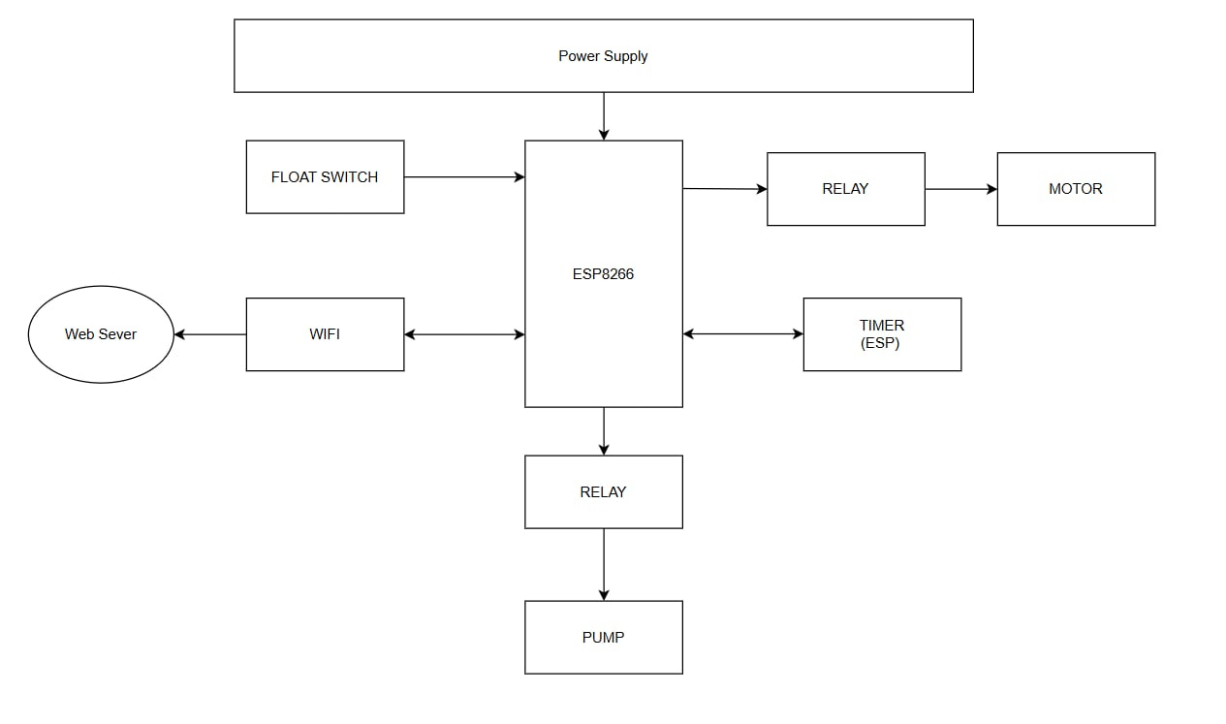 Power Supply
FLOAT SWITCH
RELAY
MOTOR
ESP8266
Web Sever
WIFI
TIMER
(ESP)
RELAY
PUMP